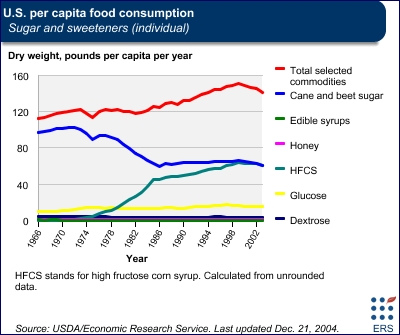 U.S. per capita food consumption
Sugar and sweeteners (individual)
Dry weight, pounds per capita per year
160
120
80
40
0
1966
1970
1974
1978
1982
1986
1990
1994
1998
2002
Year
Total selected
commodities
Cane and beet sugar
Edible syrups
Honey
HFCS
Glucose
Dextrose
HFCS stands for high fructose corn syrup. Calculated from unrounded
data.
Source: USDA/Economic Research Service. Last updated Dec. 21, 2004.
ERS